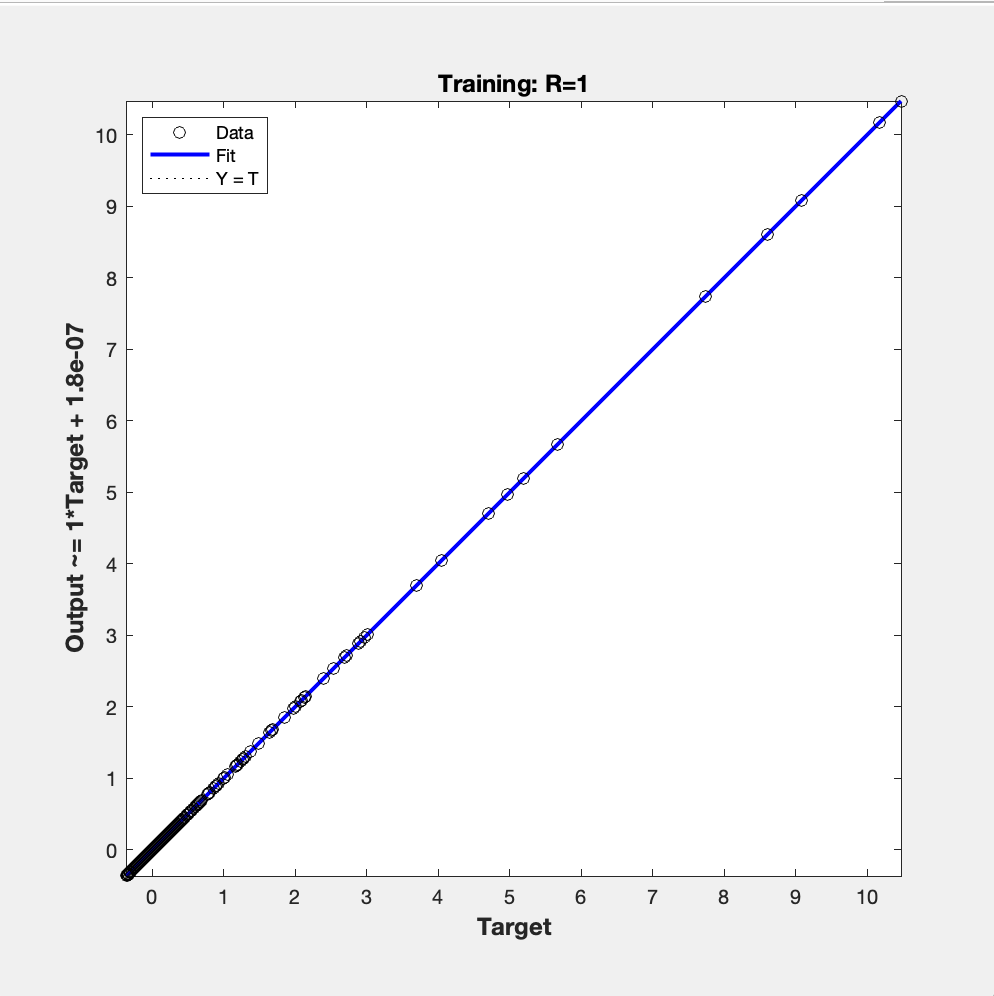 Training: R=1
Data
Fit
Y = T
10
9
8
7
6
5
4
3
2
1
0
Output ~= 1*Target + 1.8e-07
0 1 2 3 4 5 6 7 8 9 10
Target